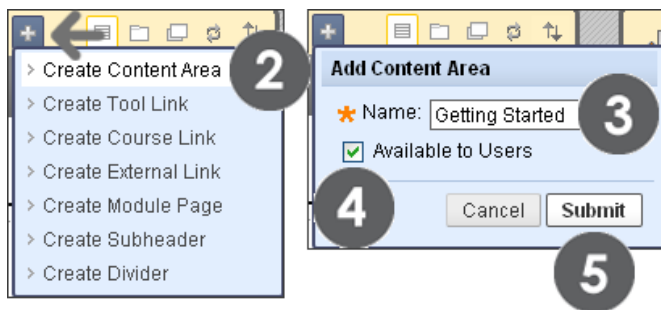 2
> Create Content Area
> Create Tool Link
> Create Course Link
> Create External Link
> Create Module Page
> Create Subheader
> Create Divider
Add Content Area
3
Name: Getting Started
Available to Users
4
Cancel Submit
5